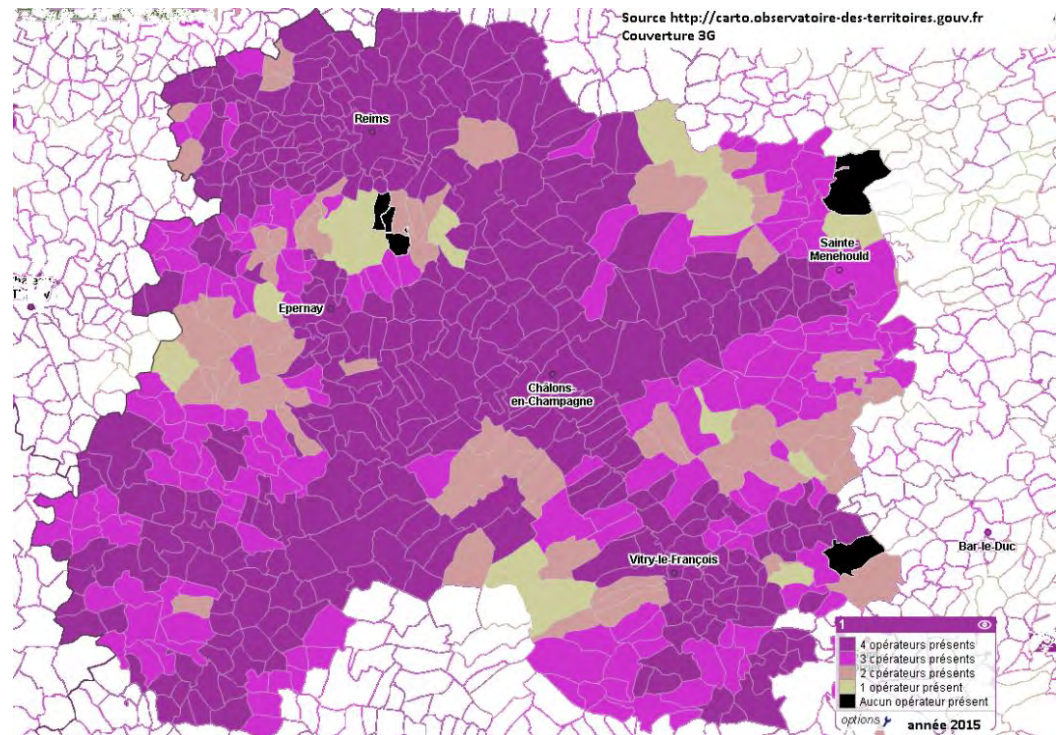 Source http://carto.observatoire-des-territoires.gouv.fr
Couverture 3G
Reims
Sainte-
Menehould
Epernay
Châlons-
en-Champagne
Vitry-le-François
Bar-le-Duc
1
4 opérateurs présents
3 opérateurs présents
2 opérateurs présents
1 opérateur présent
Aucun opérateur présent
options
année 2015